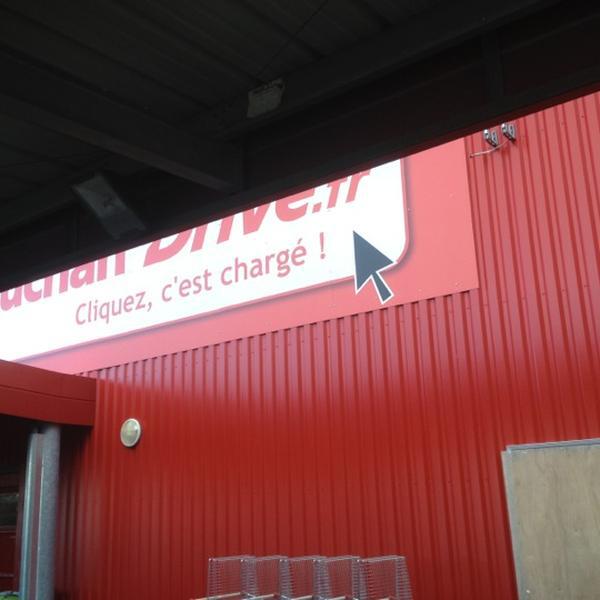 uchan Drive.fr
Cliquez, c'est chargé !